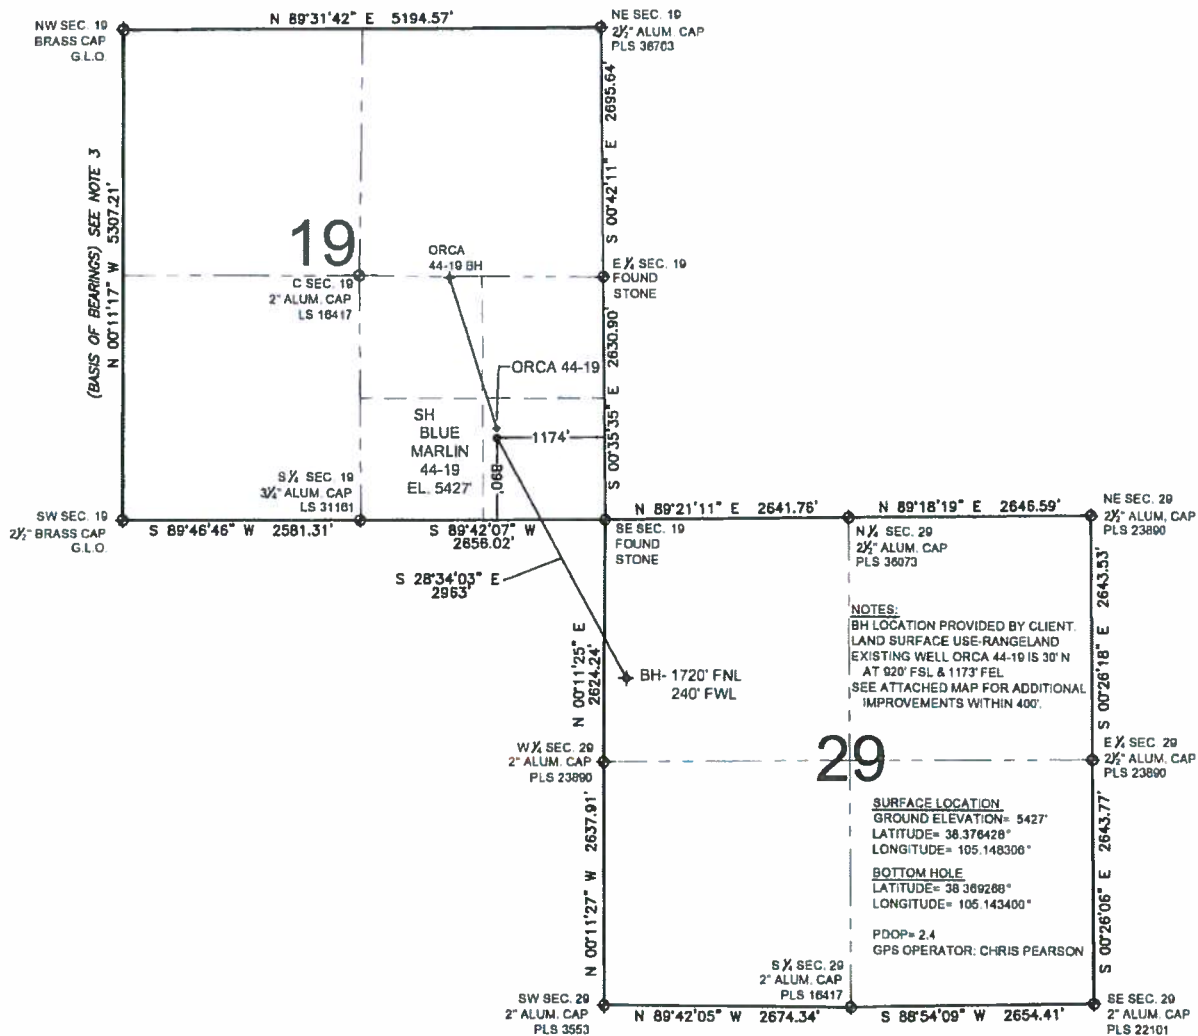 N 89°31'42" E 5194.57'
NW SEC. 19
BRASS CAP
G.L.O.
NE SEC. 19
2½" ALUM. CAP
PLS 36703
(BASIS OF BEARINGS) SEE NOTE 3
N 00°11'17" W 5307.21'
S 00°42'11" E 2695.64'
19
ORCA
44-19 BH
C SEC. 19
2" ALUM. CAP
LS 16417
E ¼ SEC. 19
FOUND
STONE
ORCA 44-19
SH
BLUE
MARLIN
44-19
EL. 5427'
1174'
890'
S 00°35'35" E 2630.90'
S ¼ SEC. 19
3¼" ALUM. CAP
LS 31161
SW SEC. 19
2½" BRASS CAP
G.L.O.
S 89°46'46" W 2581.31'
S 89°42'07" W
2656.02'
SE SEC. 19
FOUND
STONE
N 89°21'11" E 2641.76'
N 89°18'19" E 2646.59'
NE SEC. 29
2½" ALUM. CAP
PLS 23890
N ¼ SEC. 29
2½" ALUM. CAP
PLS 36073
S 28°34'03" E
2963'
N 00°11'25" E
2624.24'
BH- 1720' FNL
240' FWL
NOTES:
BH LOCATION PROVIDED BY CLIENT.
LAND SURFACE USE-RANGELAND
EXISTING WELL ORCA 44-19 IS 30' N
AT 920' FSL & 1173' FEL
SEE ATTACHED MAP FOR ADDITIONAL
IMPROVEMENTS WITHIN 400'.
S 00°26'18" E 2643.53'
W ¼ SEC. 29
2" ALUM. CAP
PLS 23890
29
E ¼ SEC. 29
2½" ALUM. CAP
PLS 23890
N 00°11'27" W 2637.91'
SURFACE LOCATION
GROUND ELEVATION= 5427'
LATITUDE= 38.376428°
LONGITUDE= 105.148306°
BOTTOM HOLE
LATITUDE= 38.369268°
LONGITUDE= 105.143400°
PDOP= 2.4
GPS OPERATOR: CHRIS PEARSON
S 00°26'06" E 2643.77'
S ¼ SEC. 29
2" ALUM. CAP
PLS 16417
SW SEC. 29
2" ALUM. CAP
PLS 3553
N 89°42'05" W 2674.34'
S 88°54'09" W 2654.41'
SE SEC. 29
2" ALUM. CAP
PLS 22101